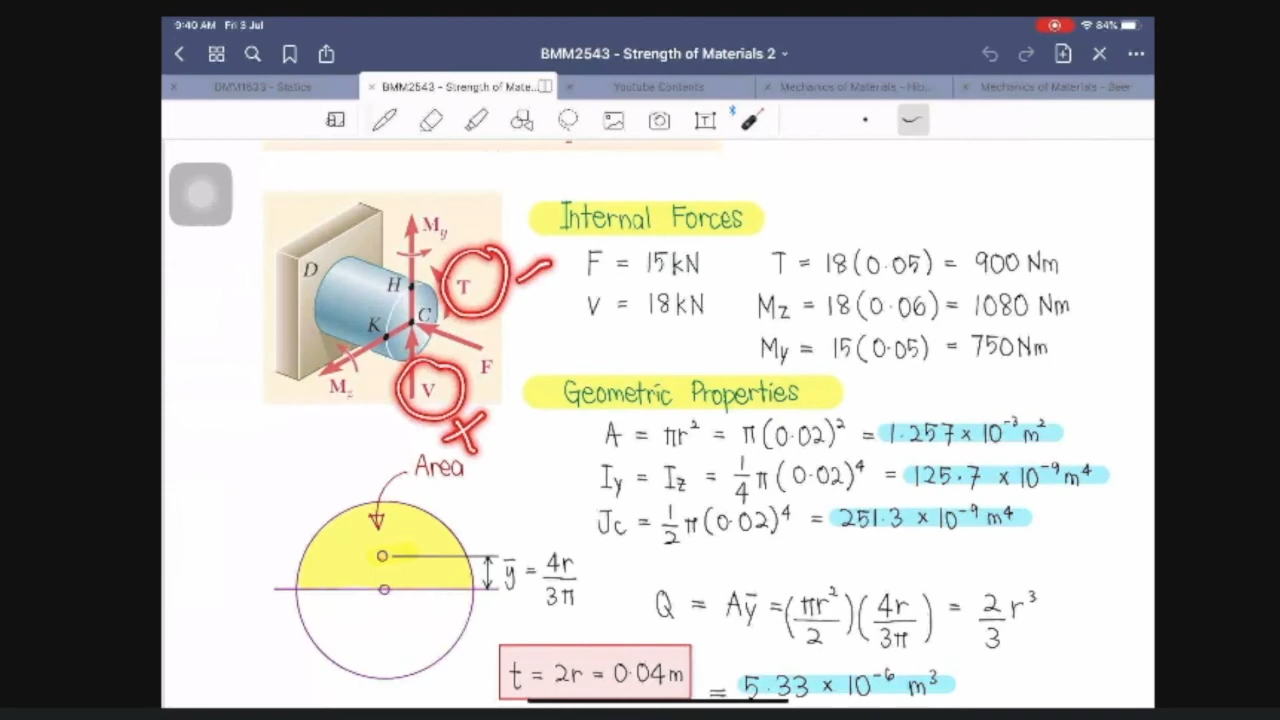 9:40 AM Fri 3 Jul
84%
BMM2543 - Strength of Materials 2
BMM1533 - Statics
BMM2543 - Strength of Mate...
Youtube Contents
Mechanics of Materials - Hib...
Mechanics of Materials - Beer
T
D
My
H
T
C
K
F
Mz
V
Internal Forces
F = 15kN
T = 18(0.05) = 900 Nm
V = 18kN
Mz = 18(0.06) = 1080 Nm
My = 15(0.05) = 750Nm
Geometric Properties
A = πr² = π(0.02)² = 1.257 × 10⁻³ m²
Iy = Iz = 1/4 π(0.02)⁴ = 125.7 × 10⁻⁹ m⁴
Jc = 1/2 π(0.02)⁴ = 251.3 × 10⁻⁹ m⁴
Area
ȳ = 4r/3π
Q = Aȳ = (πr²/2)(4r/3π) = 2/3 r³
t = 2r = 0.04m
= 5.33 × 10⁻⁶ m³